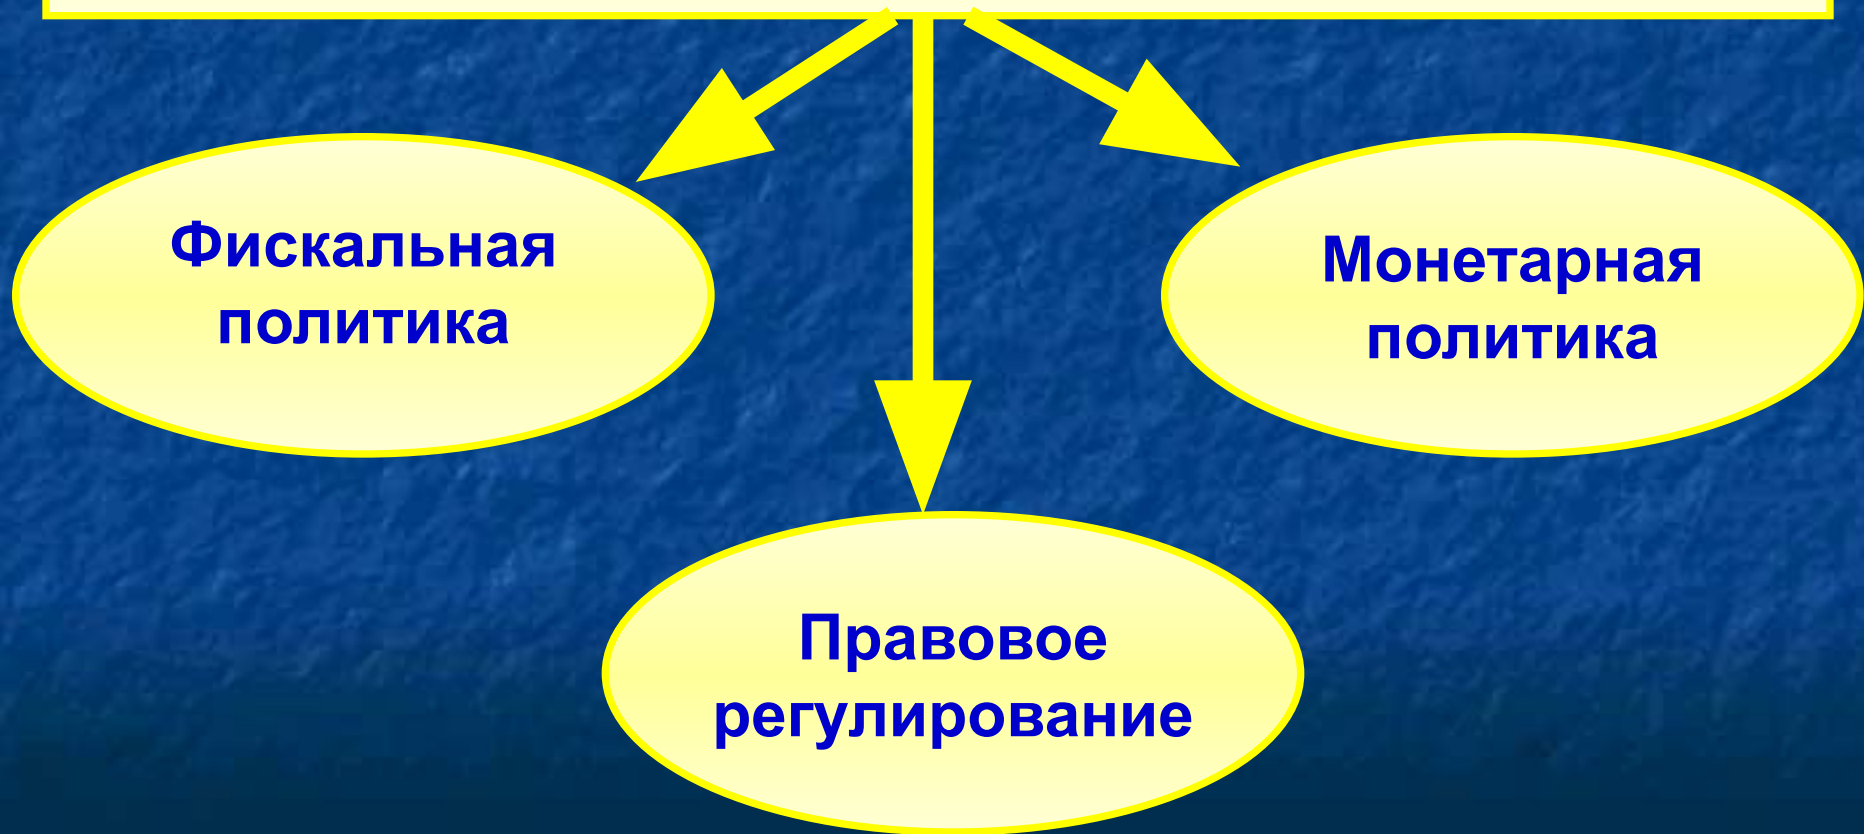 Фискальная
политика
Монетарная
политика
Правовое
регулирование